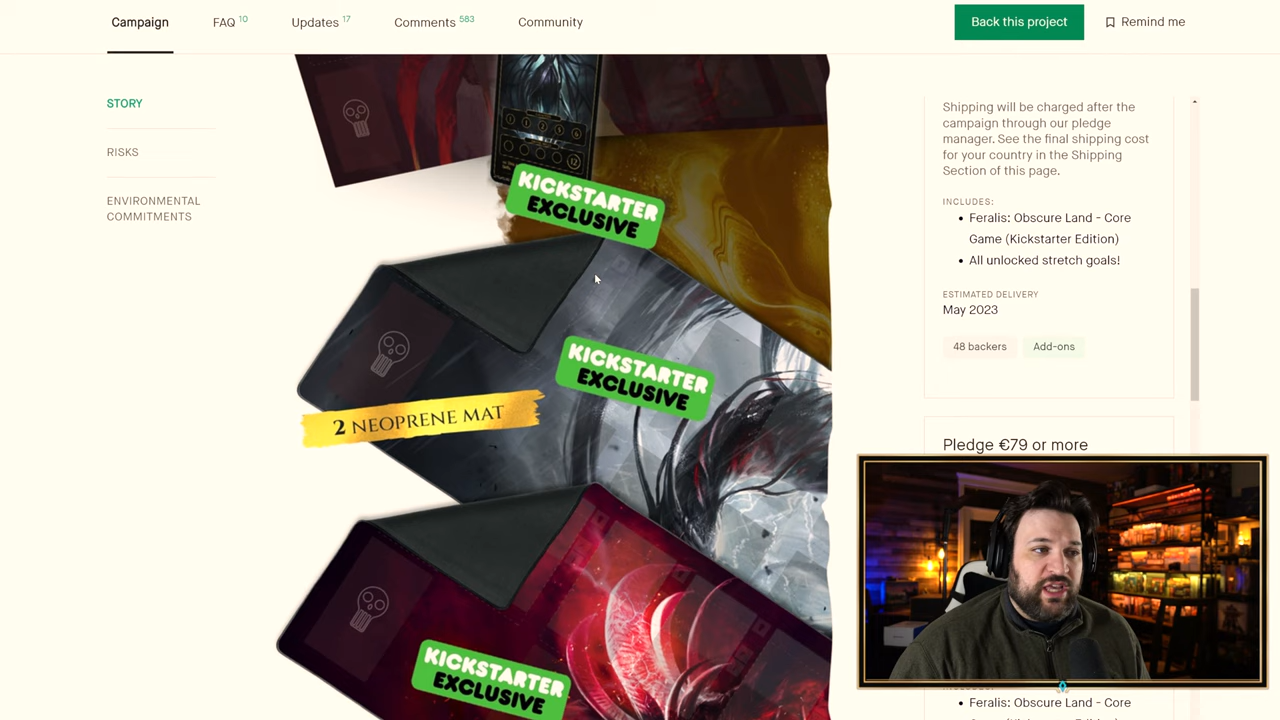 Campaign
FAQ 10
Updates 17
Comments 583
Community
Back this project
Remind me
STORY
RISKS
ENVIRONMENTAL
COMMITMENTS
KICKSTARTER
EXCLUSIVE
KICKSTARTER
EXCLUSIVE
2 NEOPRENE MAT
KICKSTARTER
EXCLUSIVE
Shipping will be charged after the
campaign through our pledge
manager. See the final shipping cost
for your country in the Shipping
Section of this page.
INCLUDES:
• Feralis: Obscure Land - Core
Game (Kickstarter Edition)
• All unlocked stretch goals!
ESTIMATED DELIVERY
May 2023
48 backers
Add-ons
Pledge €79 or more
• Feralis: Obscure Land - Core